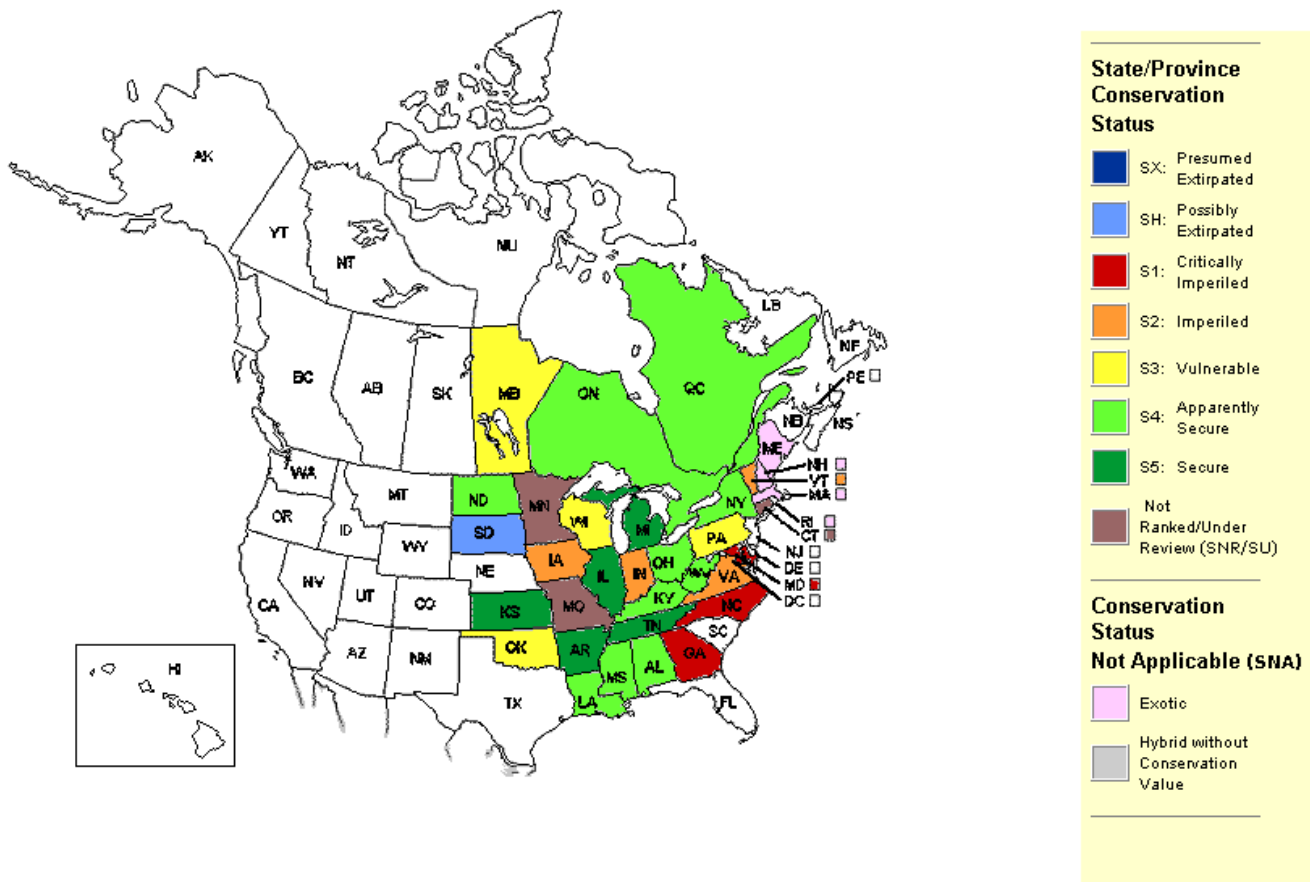 AK
YT
NT
NU
BC
AB
SK
MB
ON
QC
LB
NF
PE
NB
NS
ME
NH
VT
MA
RI
CT
NJ
DE
MD
DC
WA
OR
ID
MT
WY
ND
SD
NE
MN
WI
MI
IA
IL
IN
OH
PA
NY
WV
VA
KY
NV
CA
UT
CO
KS
MO
TN
NC
SC
AZ
NM
OK
AR
GA
MS
AL
LA
TX
FL
HI
State/Province
Conservation
Status
SX: Presumed
Extirpated
SH: Possibly
Extirpated
S1: Critically
Imperiled
S2: Imperiled
S3: Vulnerable
S4: Apparently
Secure
S5: Secure
Not
Ranked/Under
Review (SNR/SU)
Conservation
Status
Not Applicable (SNA)
Exotic
Hybrid without
Conservation
Value